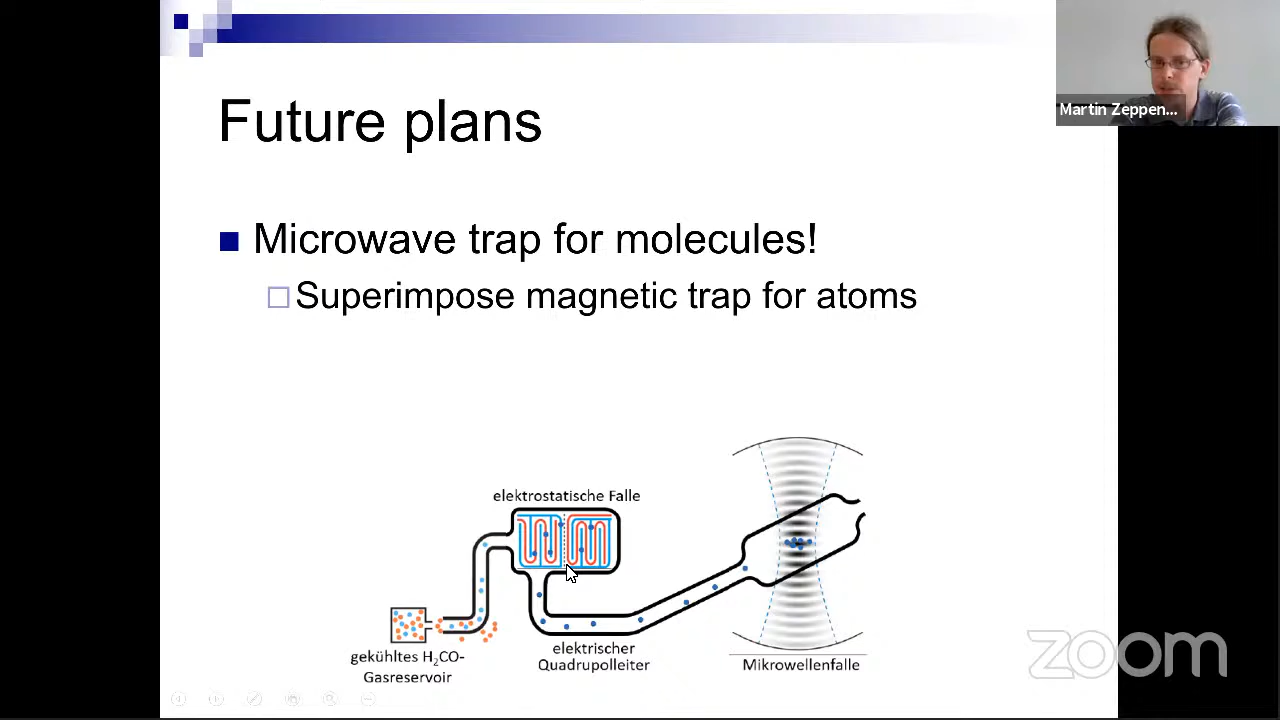 Martin Zeppen...
Future plans
Microwave trap for molecules!
Superimpose magnetic trap for atoms
elektrostatische Falle
gekühltes H₂CO-
Gasreservoir
elektrischer
Quadrupolleiter
Mikrowellenfalle
zoom